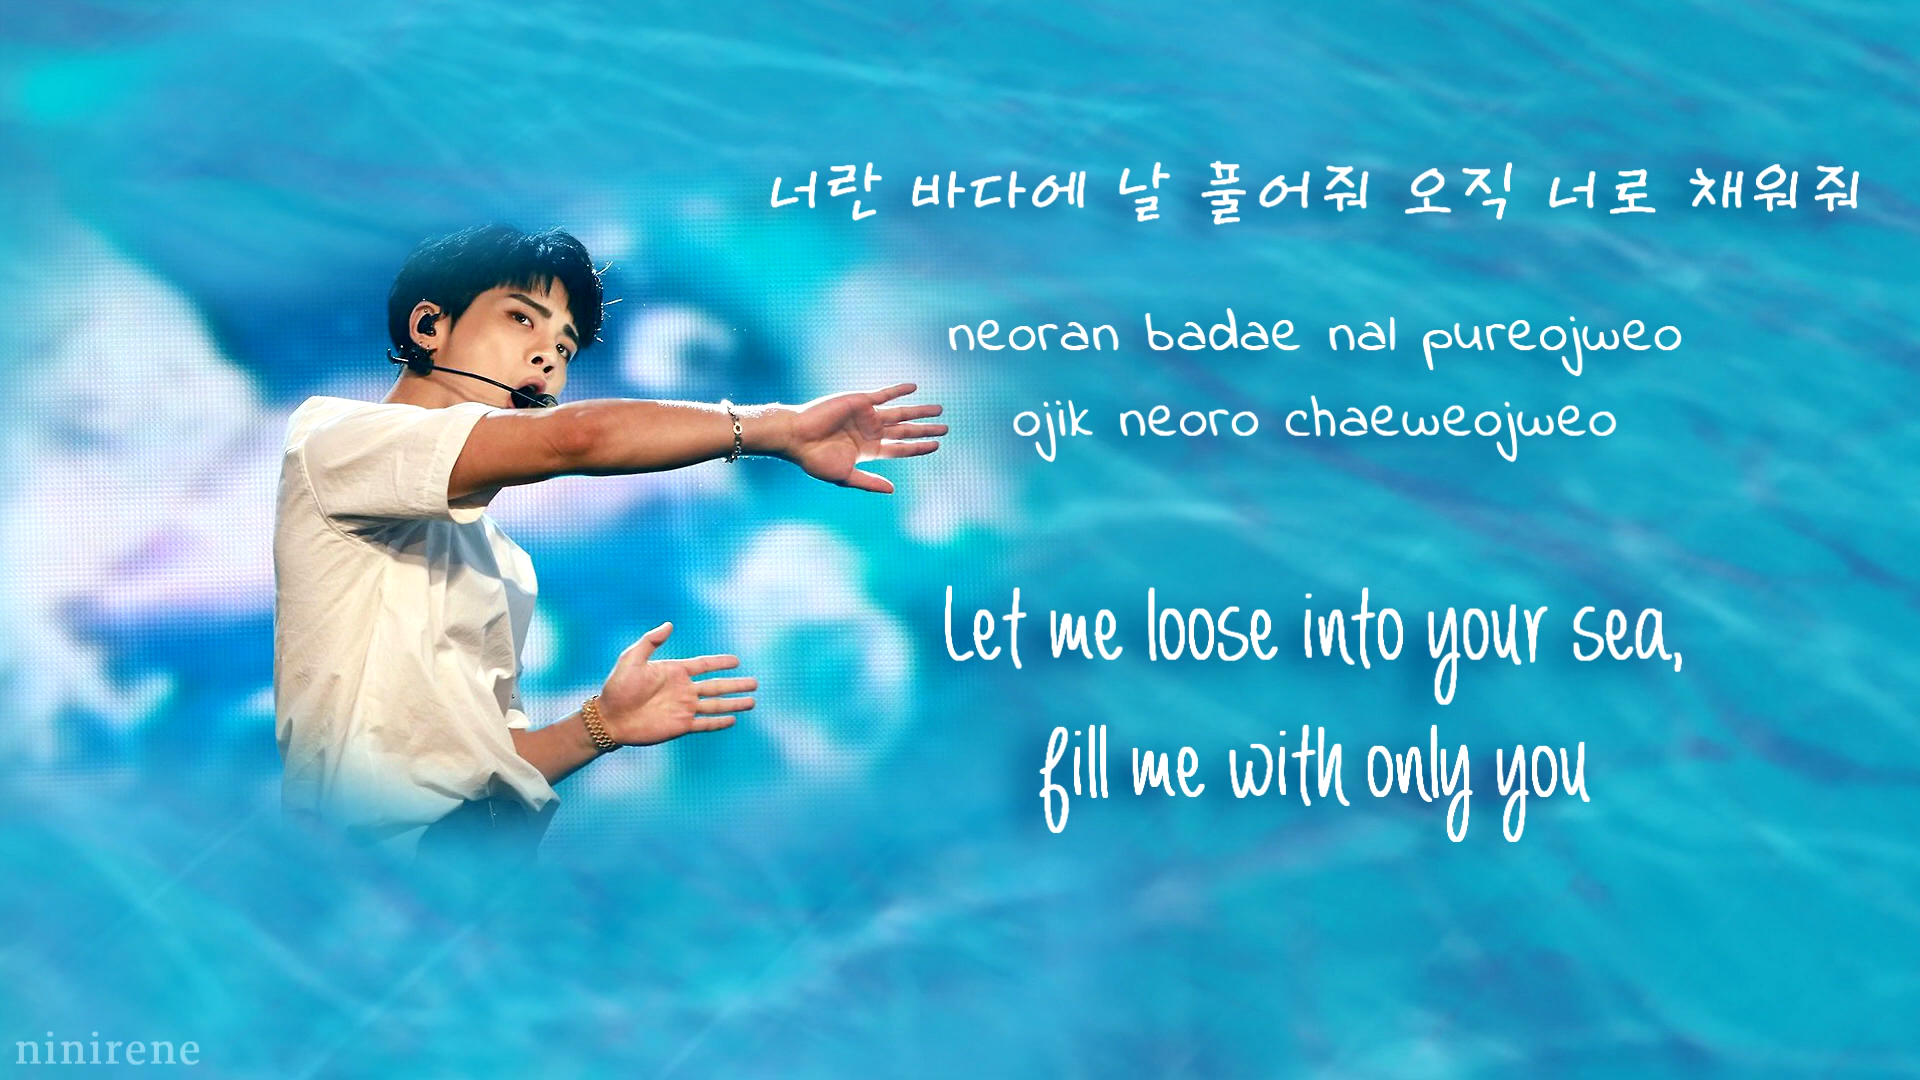 너란 바다에 날 풀어줘 오직 너로 채워줘
neoran badae nal pureojweo
ojik neoro chaeweojweo
Let me loose into your sea,
fill me with only you
ninirene